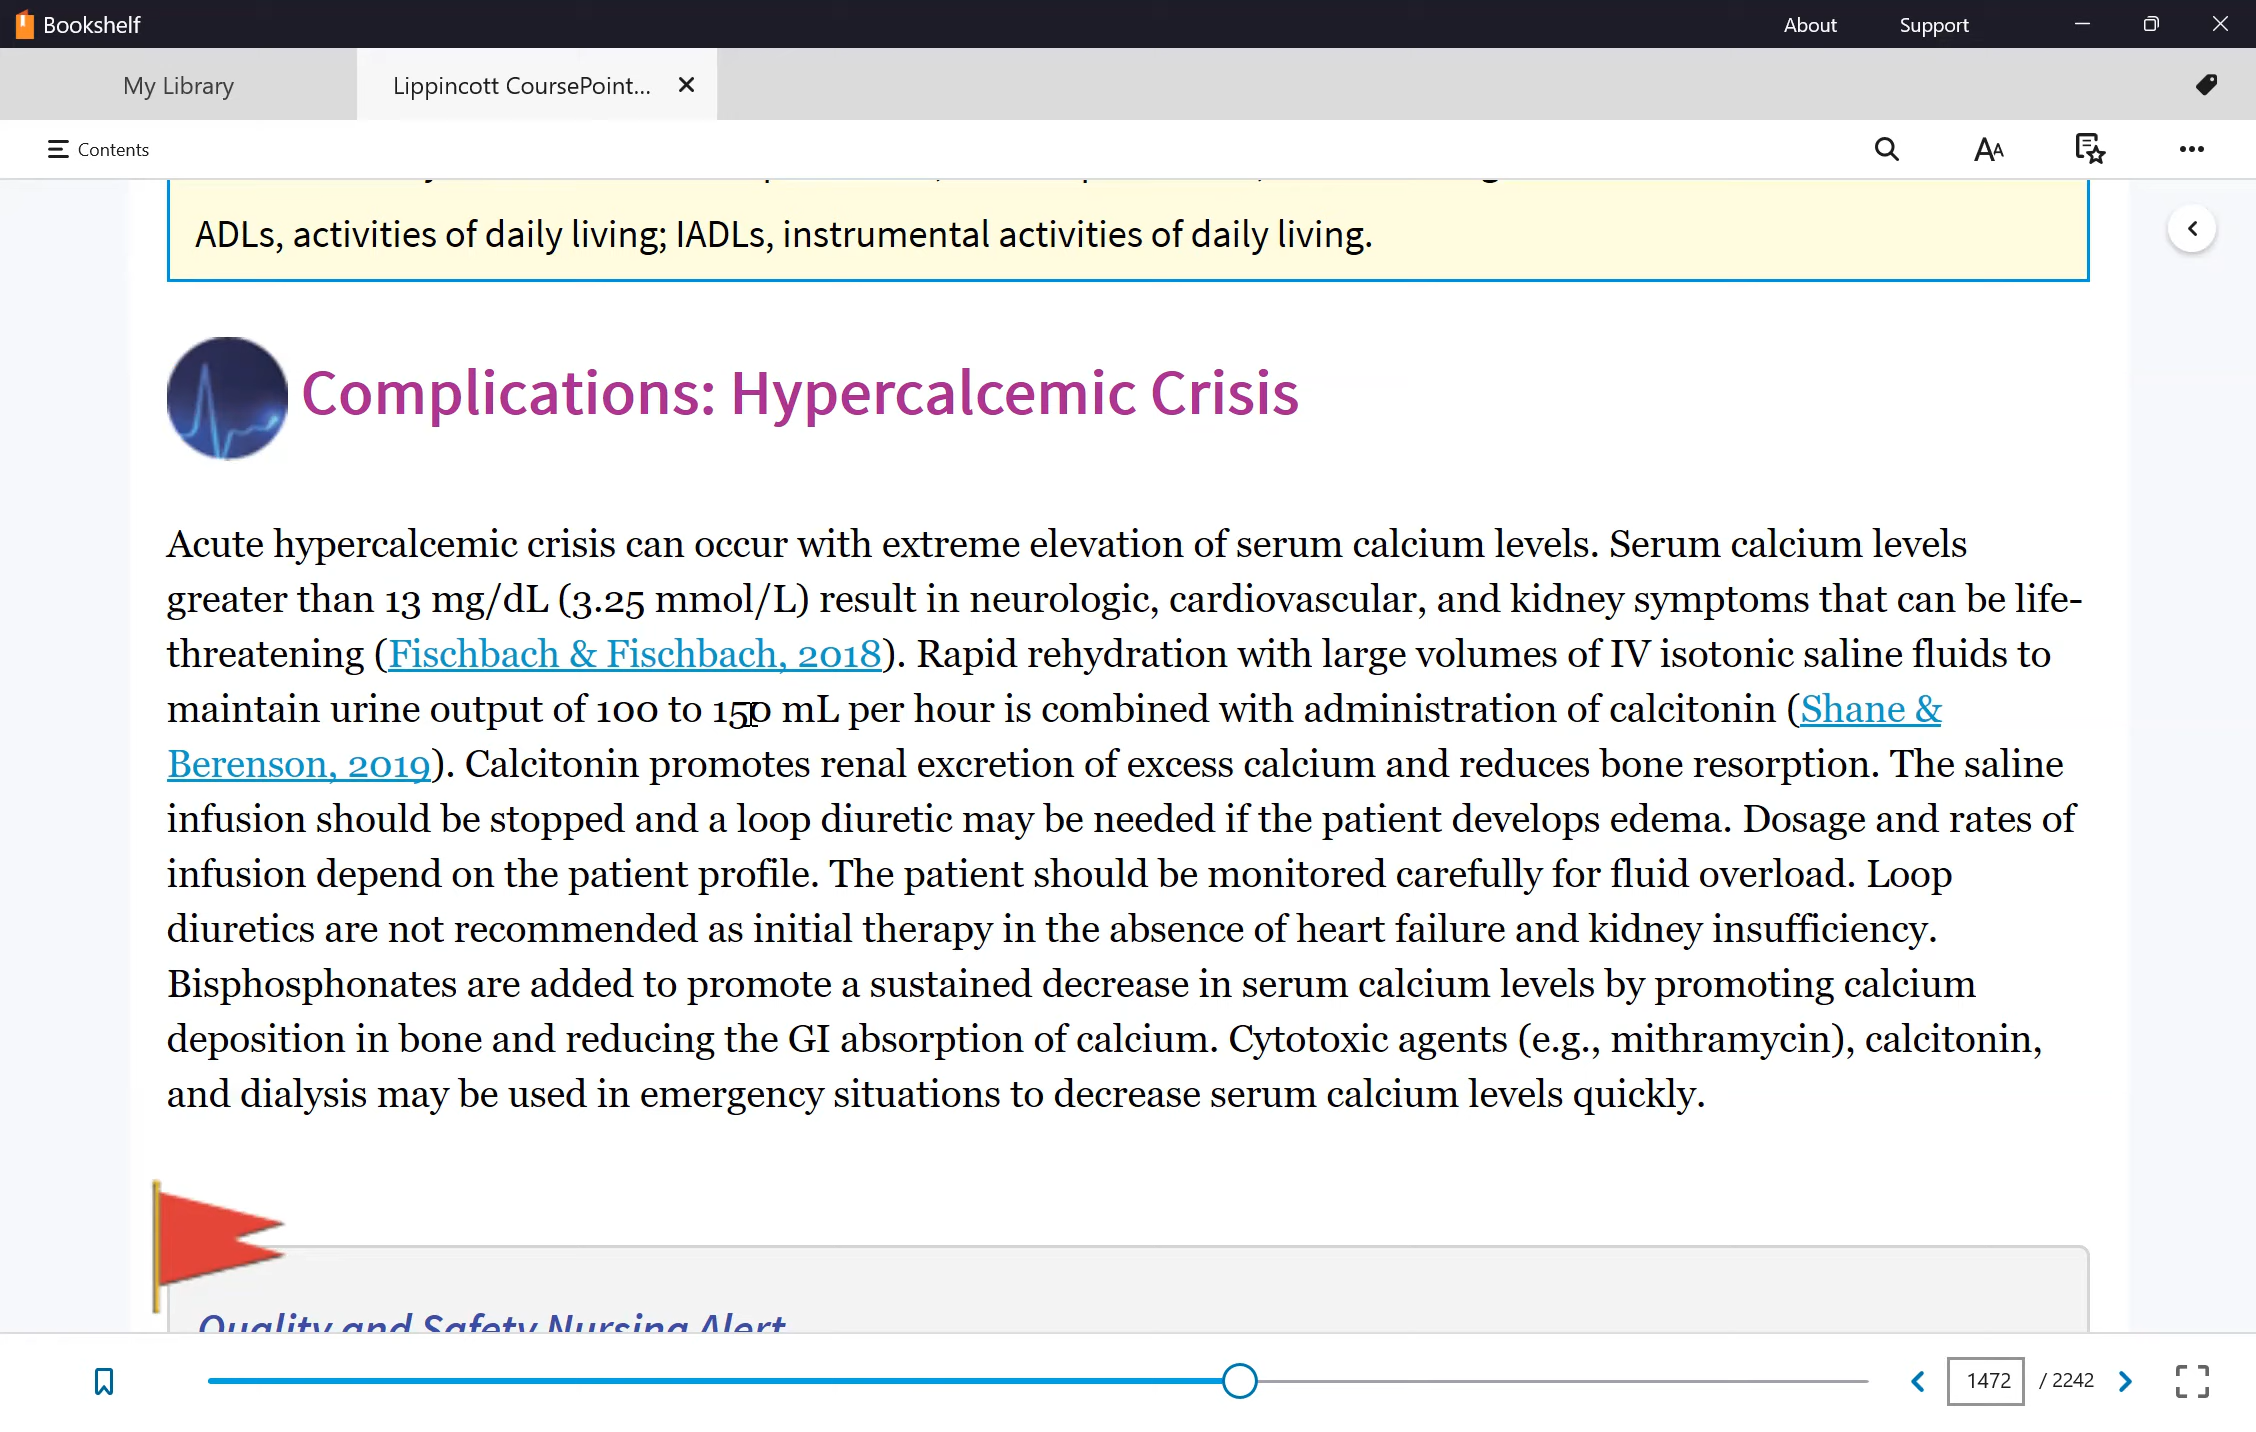 Bookshelf
About
Support
My Library
Lippincott CoursePoint...
Contents
ADLs, activities of daily living; IADLs, instrumental activities of daily living.
Complications: Hypercalcemic Crisis
Acute hypercalcemic crisis can occur with extreme elevation of serum calcium levels. Serum calcium levels
greater than 13 mg/dL (3.25 mmol/L) result in neurologic, cardiovascular, and kidney symptoms that can be life-
threatening (Fischbach & Fischbach, 2018). Rapid rehydration with large volumes of IV isotonic saline fluids to
maintain urine output of 100 to 150 mL per hour is combined with administration of calcitonin (Shane &
Berenson, 2019). Calcitonin promotes renal excretion of excess calcium and reduces bone resorption. The saline
infusion should be stopped and a loop diuretic may be needed if the patient develops edema. Dosage and rates of
infusion depend on the patient profile. The patient should be monitored carefully for fluid overload. Loop
diuretics are not recommended as initial therapy in the absence of heart failure and kidney insufficiency.
Bisphosphonates are added to promote a sustained decrease in serum calcium levels by promoting calcium
deposition in bone and reducing the GI absorption of calcium. Cytotoxic agents (e.g., mithramycin), calcitonin,
and dialysis may be used in emergency situations to decrease serum calcium levels quickly.
Quality and Safety Nursing Alert
1472 / 2242